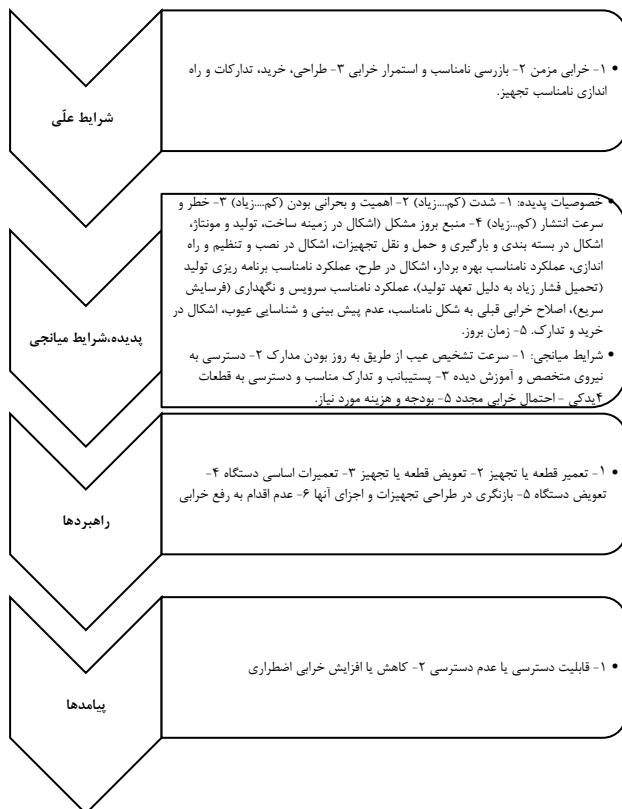 شرایط علّی
• ۱- خرابی مزمن ۲- بازرسی نامناسب و استمرار خرابی ۳- طراحی، خرید، تدارکات و راه
اندازی نامناسب تجهیز.
پدیده،شرایط میانجی
• خصوصیات پدیده: ۱- شدت (کم....زیاد) ۲- اهمیت و بحرانی بودن (کم....زیاد) ۳- خطر و
سرعت انتشار (کم...زیاد) ۴- منبع بروز مشکل (اشکال در زمینه ساخت، تولید و مونتاژ،
اشکال در بسته بندی و بارگیری و حمل و نقل تجهیزات، اشکال در نصب و تنظیم و راه
اندازی، عملکرد نامناسب بهره بردار، اشکال در طرح، عملکرد نامناسب برنامه ریزی تولید
(تحمیل فشار زیاد به دلیل تعهد تولید)، عملکرد نامناسب سرویس و نگهداری (فرسایش
سریع)، اصلاح خرابی قبلی به شکل نامناسب، عدم پیش بینی و شناسایی عیوب، اشکال در
خرید و تدارک. ۵- زمان بروز.
• شرایط میانجی: ۱- سرعت تشخیص عیب از طریق به روز بودن مدارک ۲- دسترسی به
نیروی متخصص و آموزش دیده ۳- پستیبانب و تدارک مناسب و دسترسی به قطعات
۴یدکی - احتمال خرابی مجدد ۵- بودجه و هزینه مورد نیاز.
راهبردها
• ۱- تعمیر قطعه یا تجهیز ۲- تعویض قطعه یا تجهیز ۳- تعمیرات اساسی دستگاه ۴-
تعویض دستگاه ۵- بازنگری در طراحی تجهیزات و اجزای آنها ۶- عدم اقدام به رفع خرابی
پیامدها
• ۱- قابلیت دسترسی یا عدم دسترسی ۲- کاهش یا افزایش خرابی اضطراری